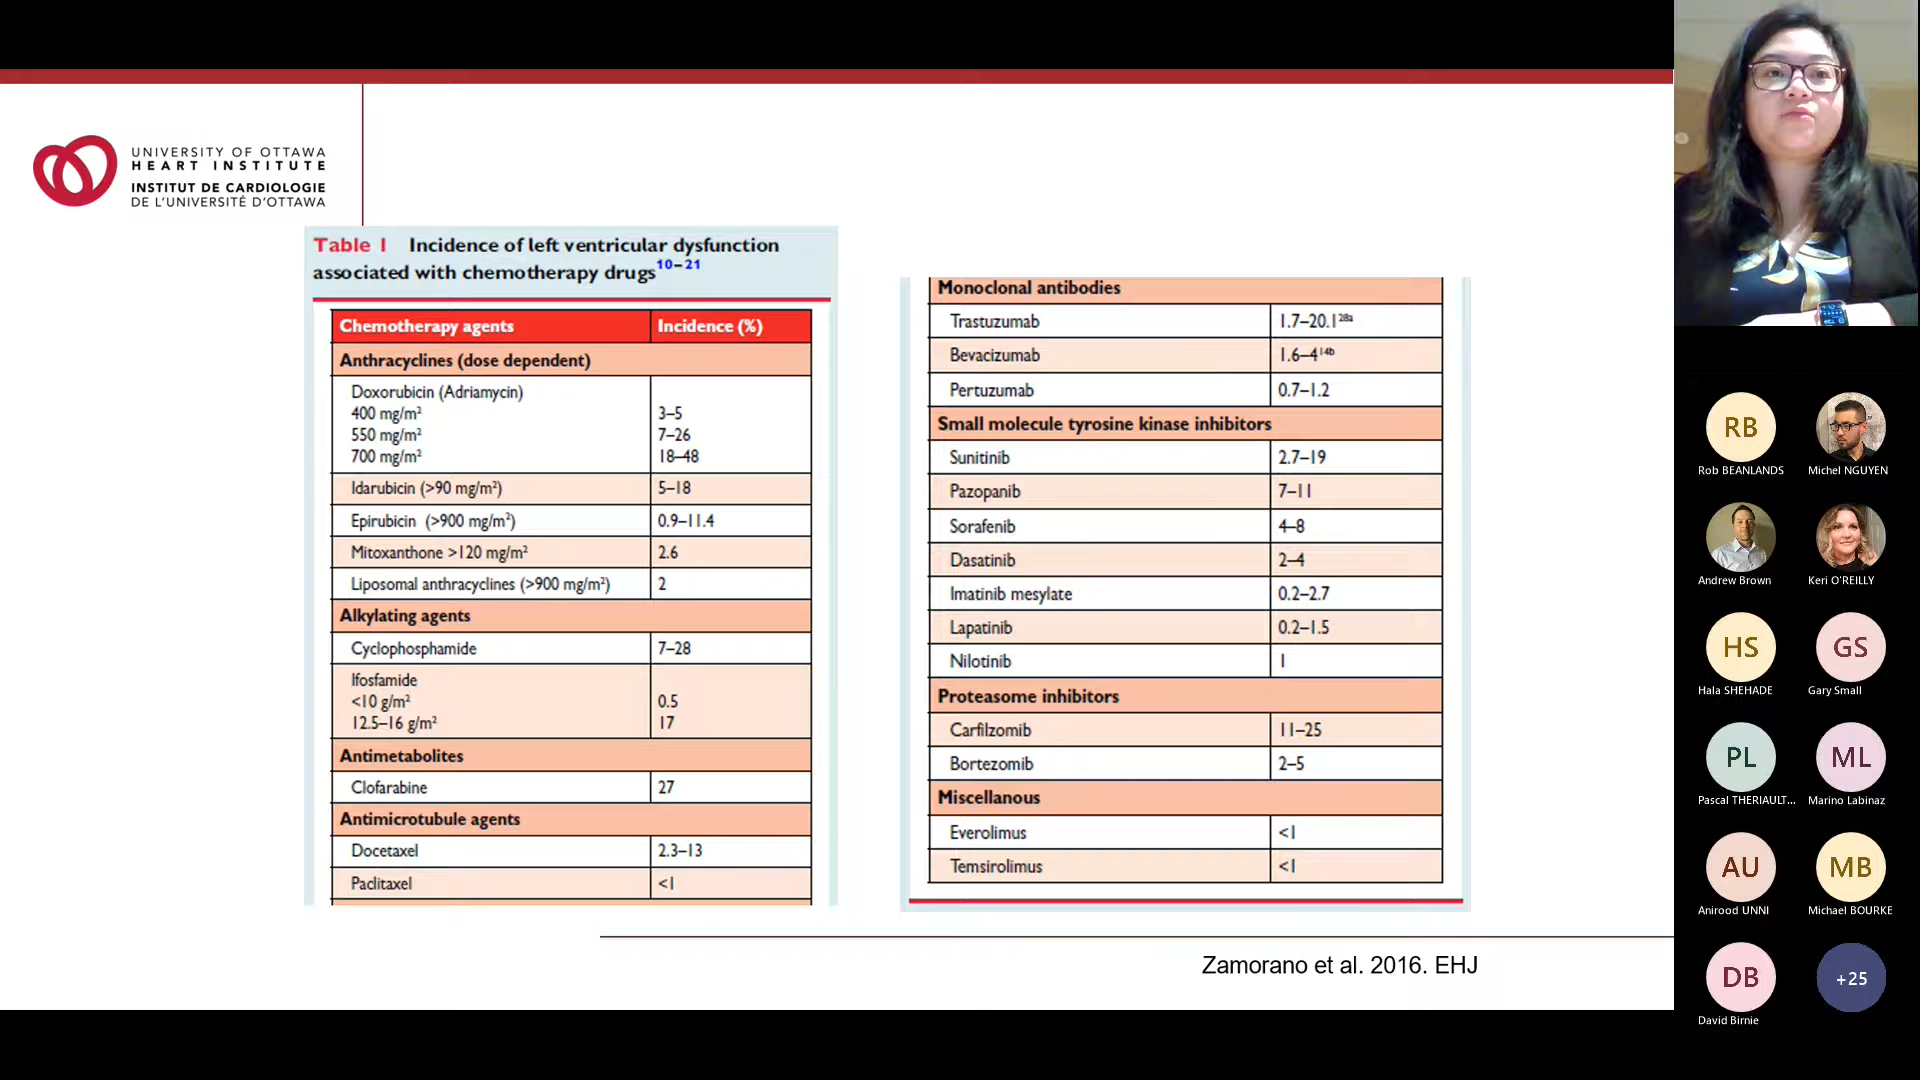 UNIVERSITY OF OTTAWA
HEART INSTITUTE
INSTITUT DE CARDIOLOGIE
DE L'UNIVERSITÉ D'OTTAWA
Table 1 Incidence of left ventricular dysfunction
associated with chemotherapy drugs10–21
Chemotherapy agents Incidence (%)
Anthracyclines (dose dependent)
Doxorubicin (Adriamycin)
400 mg/m² 3–5
550 mg/m² 7–26
700 mg/m² 18–48
Idarubicin (>90 mg/m²) 5–18
Epirubicin (>900 mg/m²) 0.9–11.4
Mitoxanthone >120 mg/m² 2.6
Liposomal anthracyclines (>900 mg/m²) 2
Alkylating agents
Cyclophosphamide 7–28
Ifosfamide
<10 g/m² 0.5
12.5–16 g/m² 17
Antimetabolites
Clofarabine 27
Antimicrotubule agents
Docetaxel 2.3–13
Paclitaxel <1
Monoclonal antibodies
Trastuzumab 1.7–20.1²⁸ᵃ
Bevacizumab 1.6–4¹⁴ᵇ
Pertuzumab 0.7–1.2
Small molecule tyrosine kinase inhibitors
Sunitinib 2.7–19
Pazopanib 7–11
Sorafenib 4–8
Dasatinib 2–4
Imatinib mesylate 0.2–2.7
Lapatinib 0.2–1.5
Nilotinib 1
Proteasome inhibitors
Carfilzomib 11–25
Bortezomib 2–5
Miscellanous
Everolimus <1
Temsirolimus <1
Zamorano et al. 2016. EHJ
RB
Rob BEANLANDS
Michel NGUYEN
Andrew Brown
Keri O'REILLY
HS
Hala SHEHADE
GS
Gary Small
PL
Pascal THERIAULT...
ML
Marino Labinaz
AU
Anirood UNNI
MB
Michael BOURKE
DB
David Birnie
+25